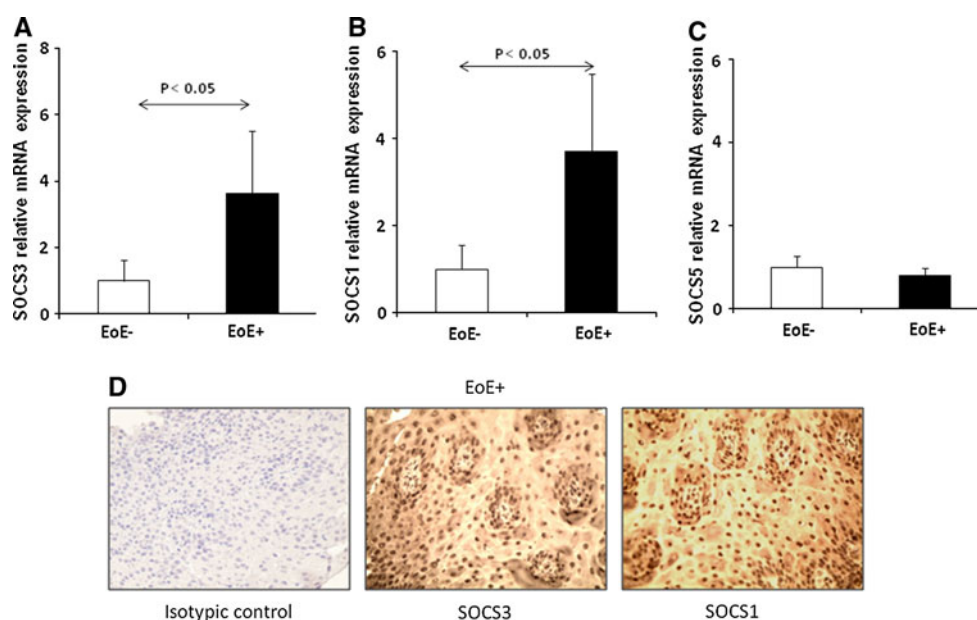 A
SOCS3 relative mRNA expression
8
6
4
2
0
P< 0.05
EoE-
EoE+
B
SOCS1 relative mRNA expression
6
4
2
0
P< 0.05
EoE-
EoE+
C
SOCS5 relative mRNA expression
6
4
2
0
EoE-
EoE+
D
EoE+
Isotypic control
SOCS3
SOCS1